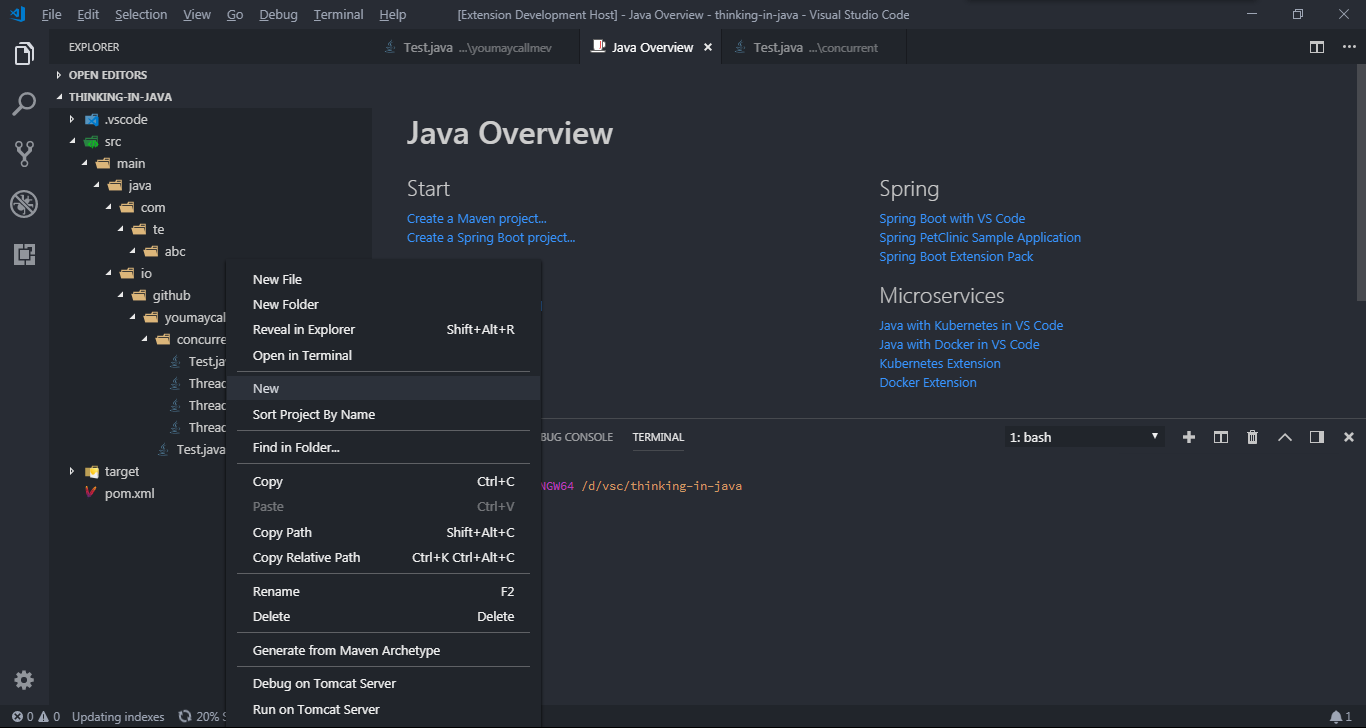 File Edit Selection View Go Debug Terminal Help [Extension Development Host] - Java Overview - thinking-in-java - Visual Studio Code
EXPLORER
Test.java ...\youmaycallmev
Java Overview
Test.java ...\concurrent
OPEN EDITORS
THINKING-IN-JAVA
.vscode
src
main
java
com
te
abc
io
github
youmaycal
concurre
Test.ja
Threac
Threac
Threac
Test.java
target
pom.xml
New File
New Folder
Reveal in Explorer Shift+Alt+R
Open in Terminal
New
Sort Project By Name
Find in Folder...
Copy Ctrl+C
Paste Ctrl+V
Copy Path Shift+Alt+C
Copy Relative Path Ctrl+K Ctrl+Alt+C
Rename F2
Delete Delete
Generate from Maven Archetype
Debug on Tomcat Server
Run on Tomcat Server
Java Overview
Start
Create a Maven project...
Create a Spring Boot project...
Spring
Spring Boot with VS Code
Spring PetClinic Sample Application
Spring Boot Extension Pack
Microservices
Java with Kubernetes in VS Code
Java with Docker in VS Code
Kubernetes Extension
Docker Extension
BUG CONSOLE TERMINAL 1: bash
NGW64 /d/vsc/thinking-in-java
0 0 Updating indexes 20% S 1